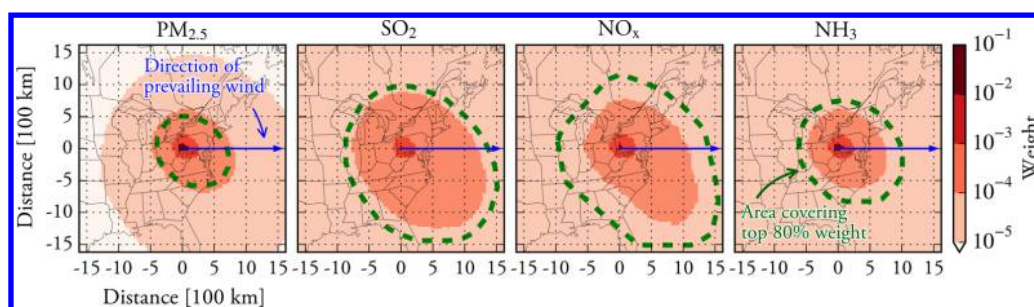 PM2.5 SO2 NOx NH3
15 10 5 0 -5 -10 -15
Distance [100 km]
Direction of
prevailing wind
Area covering
top 80% weight
10⁻¹
10⁻²
10⁻³
10⁻⁴
10⁻⁵
Weight
-15 -10 -5 0 5 10 15 -15 -10 -5 0 5 10 15 -15 -10 -5 0 5 10 15 -15 -10 -5 0 5 10 15
Distance [100 km]